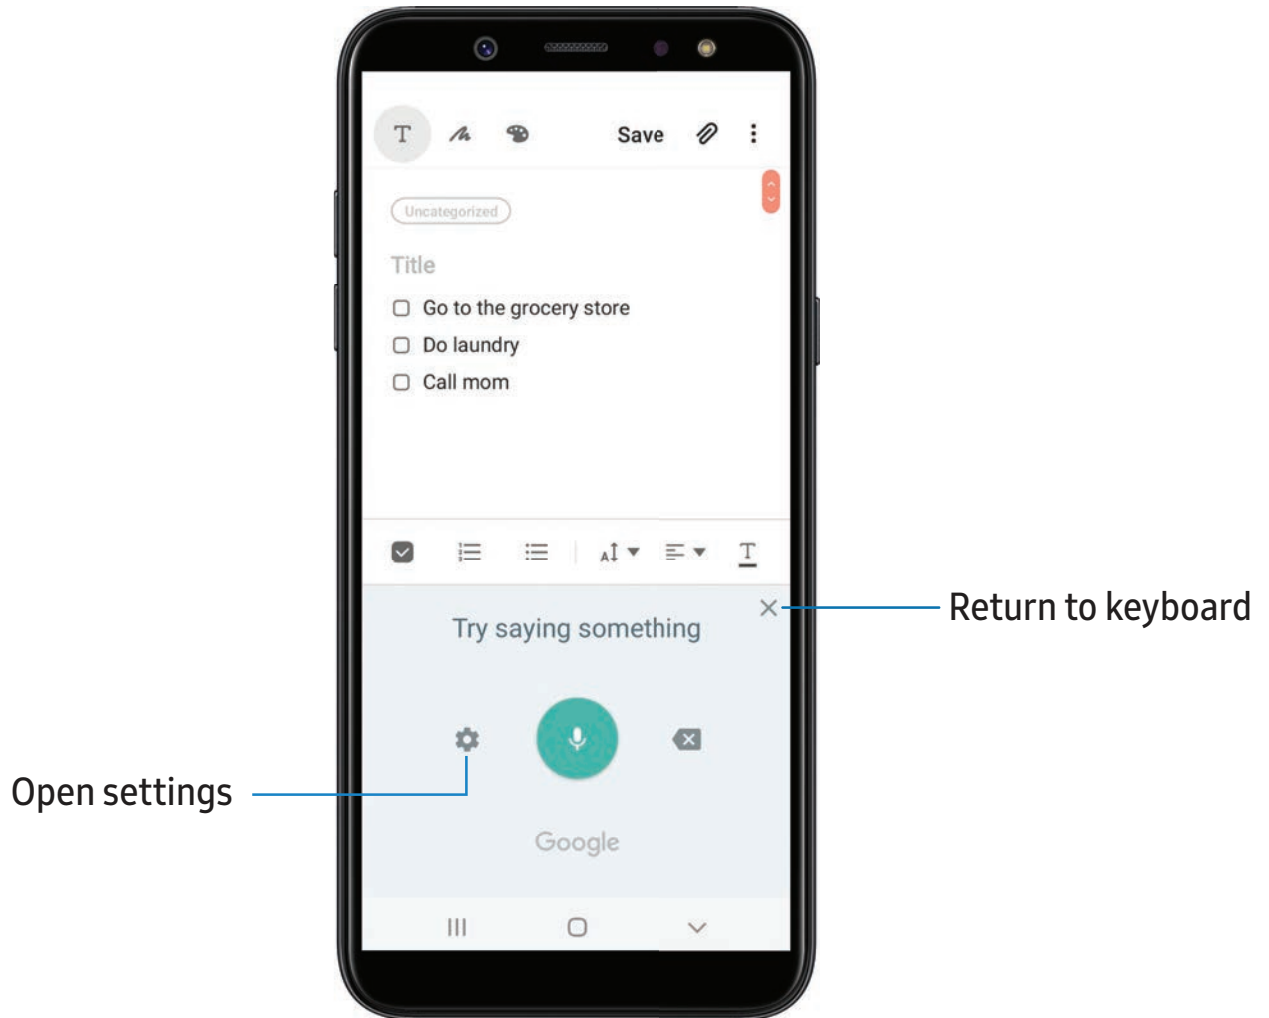 T Save
Uncategorized
Title
Go to the grocery store
Do laundry
Call mom
A T
Try saying something
Return to keyboard
Open settings
Google